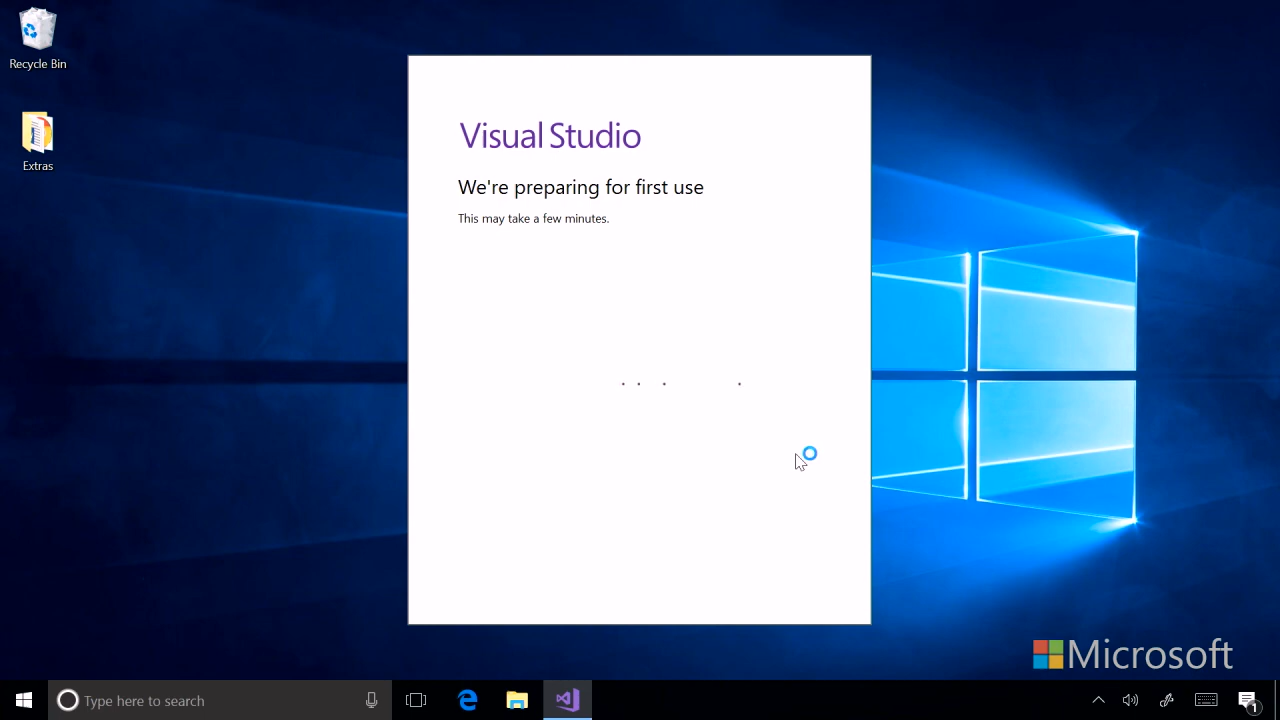 Recycle Bin
Extras
Visual Studio
We're preparing for first use
This may take a few minutes.
Microsoft
Type here to search
1